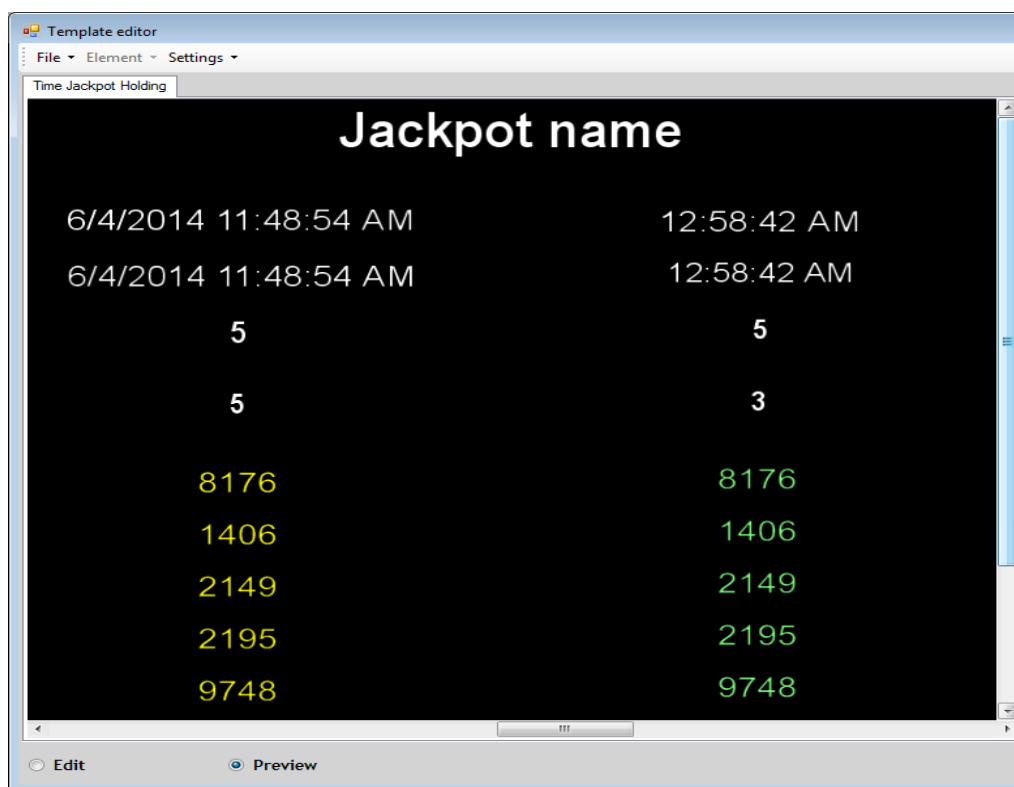 Template editor
File Element Settings
Time Jackpot Holding
Jackpot name
6/4/2014 11:48:54 AM 12:58:42 AM
6/4/2014 11:48:54 AM 12:58:42 AM
5 5
5 3
8176 8176
1406 1406
2149 2149
2195 2195
9748 9748
Edit Preview